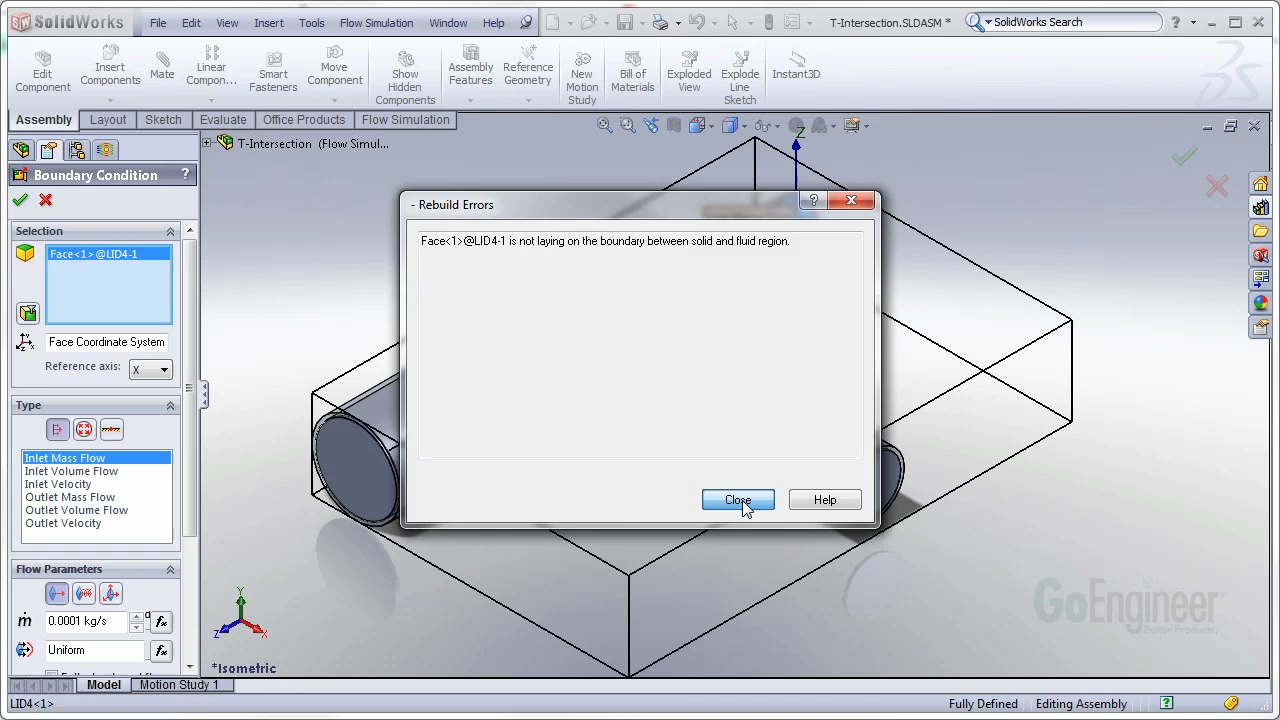 SolidWorks
File Edit View Insert Tools Flow Simulation Window Help
T-Intersection.SLDASM *
SolidWorks Search
Edit Component
Insert Components
Mate
Linear Compon...
Smart Fasteners
Move Component
Show Hidden Components
Assembly Features
Reference Geometry
New Motion Study
Bill of Materials
Exploded View
Explode Line Sketch
Instant3D
Assembly Layout Sketch Evaluate Office Products Flow Simulation
T-Intersection (Flow Simul...
Z
Boundary Condition ?
Selection
Face<1>@LID4-1
Face Coordinate System
Reference axis: X
Type
Inlet Mass Flow
Inlet Volume Flow
Inlet Velocity
Outlet Mass Flow
Outlet Volume Flow
Outlet Velocity
Flow Parameters
ṁ 0.0001 kg/s
Uniform
- Rebuild Errors
Face<1>@LID4-1 is not laying on the boundary between solid and fluid region.
Close Help
GoEngineer
Better Products.
Y
Z X
*Isometric
Model Motion Study 1
LID4<1>
Fully Defined Editing Assembly